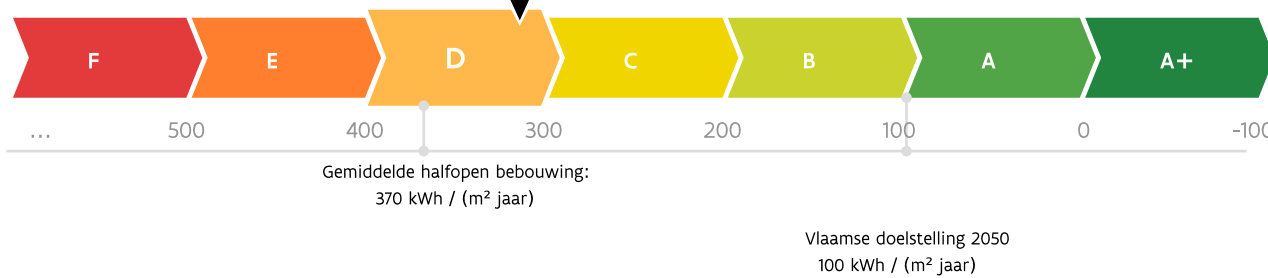 F E D C B A A+
... 500 400 300 200 100 0 -100
Gemiddelde halfopen bebouwing:
370 kWh / (m² jaar)
Vlaamse doelstelling 2050
100 kWh / (m² jaar)